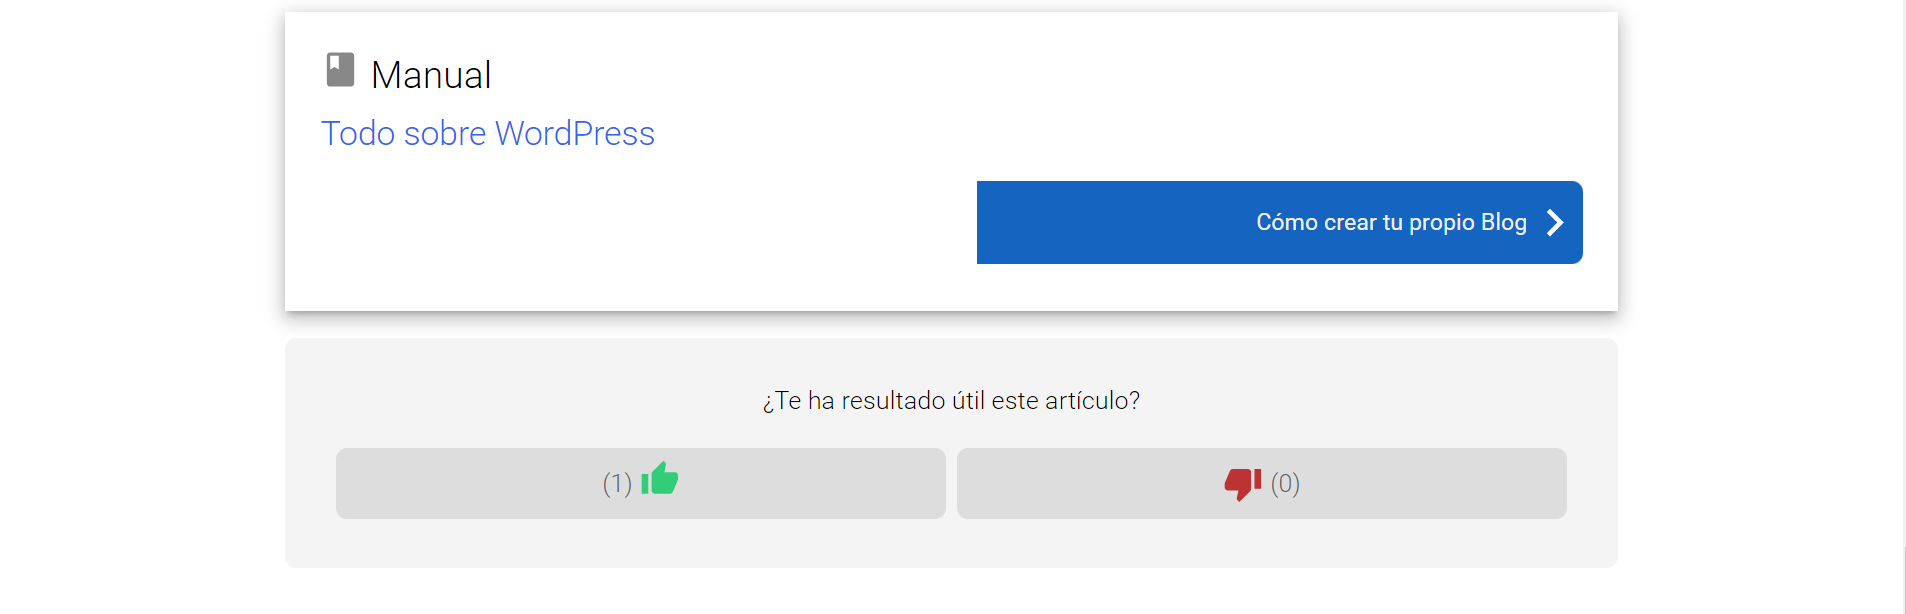 Manual
Todo sobre WordPress
Cómo crear tu propio Blog
¿Te ha resultado útil este artículo?
(1)
(0)